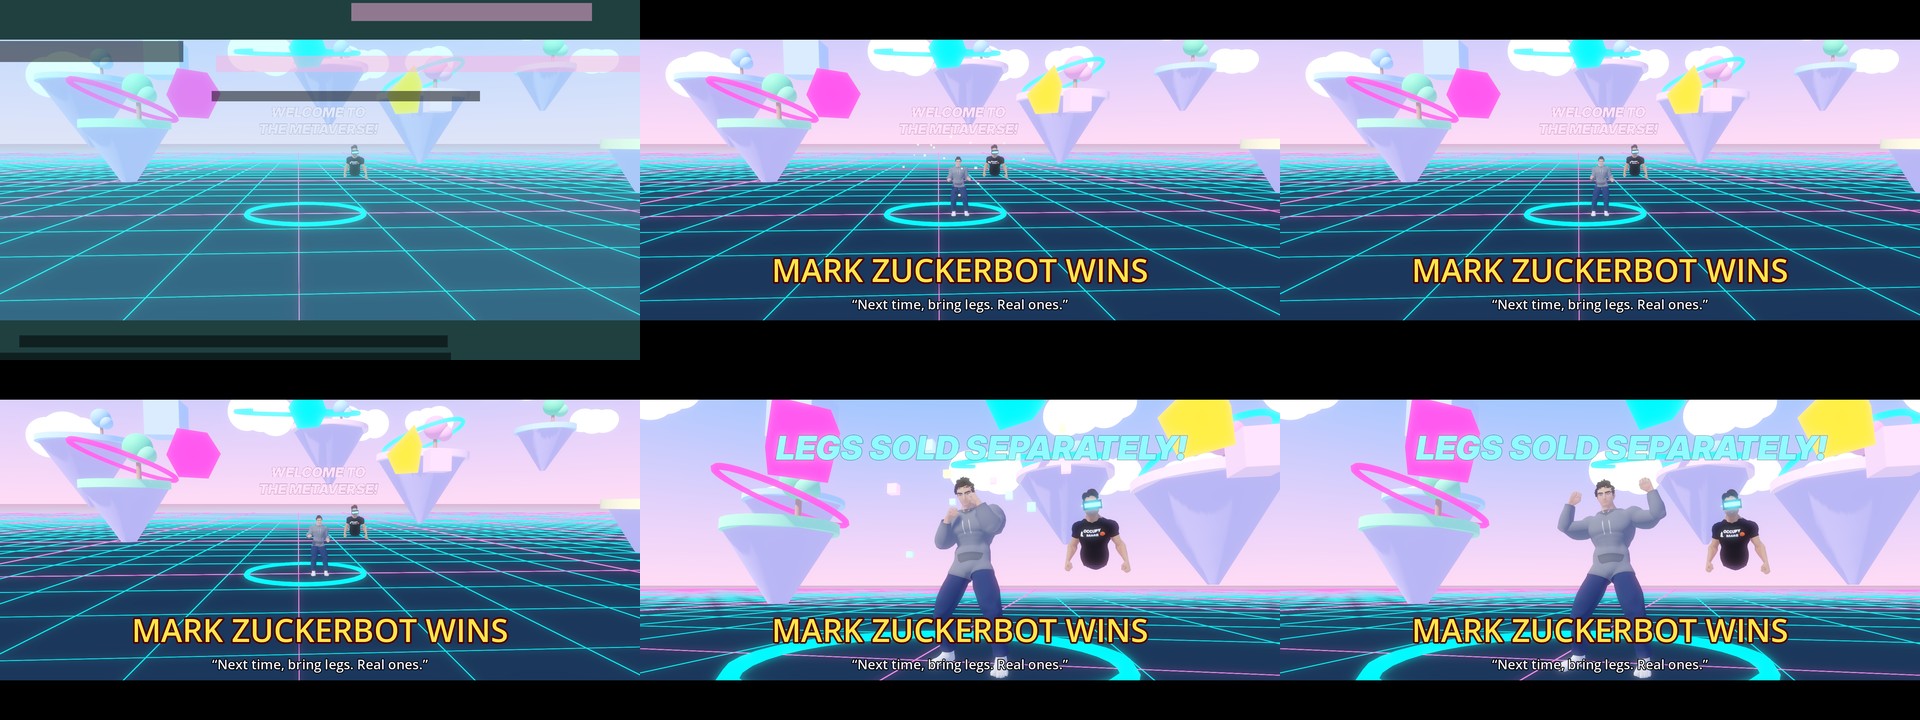 WELCOME TO
THE METAVERSE!
WELCOME TO
THE METAVERSE!
MARK ZUCKERBOT WINS
“Next time, bring legs. Real ones.”
WELCOME TO
THE METAVERSE!
MARK ZUCKERBOT WINS
“Next time, bring legs. Real ones.”
WELCOME TO
THE METAVERSE!
MARK ZUCKERBOT WINS
“Next time, bring legs. Real ones.”
LEGS SOLD SEPARATELY!
OCCUPY
MARK ZUCKERBOT WINS
“Next time, bring legs. Real ones.”
LEGS SOLD SEPARATELY!
OCCUPY
MARK ZUCKERBOT WINS
“Next time, bring legs. Real ones.”